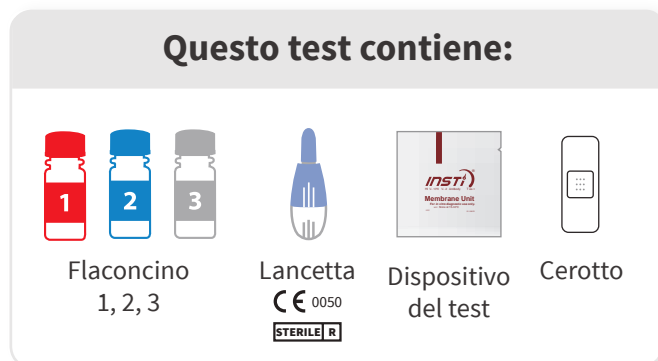 Questo test contiene:
1
2
3
INSTI
Membrane Unit
Flaconcino
1, 2, 3
Lancetta
CE 0050
STERILE R
Dispositivo
del test
Cerotto